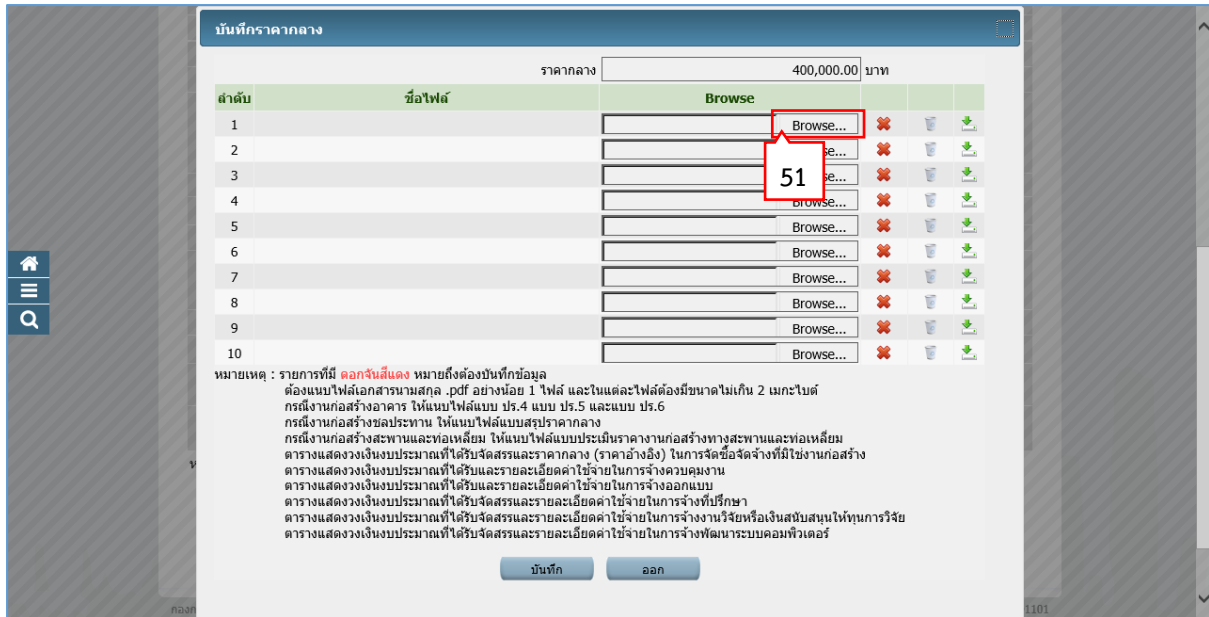 บันทึกราคากลาง
ราคากลาง 400,000.00 บาท
ลำดับ ชื่อไฟล์ Browse
1 Browse...
2 se...
51
3 se...
4 Browse...
5 Browse...
6 Browse...
7 Browse...
8 Browse...
9 Browse...
10 Browse...
หมายเหตุ : รายการที่มี ดอกจันสีแดง หมายถึงต้องบันทึกข้อมูล
ต้องแนบไฟล์เอกสารนามสกุล .pdf อย่างน้อย 1 ไฟล์ และในแต่ละไฟล์ต้องมีขนาดไม่เกิน 2 เมกะไบต์
กรณีงานก่อสร้างอาคาร ให้แนบไฟล์แบบ ปร.4 แบบ ปร.5 และแบบ ปร.6
กรณีงานก่อสร้างชลประทาน ให้แนบไฟล์แบบสรุปราคากลาง
กรณีงานก่อสร้างสะพานและท่อเหลี่ยม ให้แนบไฟล์แบบประเมินราคางานก่อสร้างทางสะพานและท่อเหลี่ยม
ตารางแสดงวงเงินงบประมาณที่ได้รับจัดสรรและราคากลาง (ราคาอ้างอิง) ในการจัดซื้อจัดจ้างที่มิใช่งานก่อสร้าง
ตารางแสดงวงเงินงบประมาณที่ได้รับและรายละเอียดค่าใช้จ่ายในการจ้างควบคุมงาน
ตารางแสดงวงเงินงบประมาณที่ได้รับและรายละเอียดค่าใช้จ่ายในการจ้างออกแบบ
ตารางแสดงวงเงินงบประมาณที่ได้รับจัดสรรและรายละเอียดค่าใช้จ่ายในการจ้างที่ปรึกษา
ตารางแสดงวงเงินงบประมาณที่ได้รับจัดสรรและรายละเอียดค่าใช้จ่ายในการจ้างงานวิจัยหรือเงินสนับสนุนให้ทุนการวิจัย
ตารางแสดงวงเงินงบประมาณที่ได้รับจัดสรรและรายละเอียดค่าใช้จ่ายในการจ้างพัฒนาระบบคอมพิวเตอร์
บันทึก ออก
1101